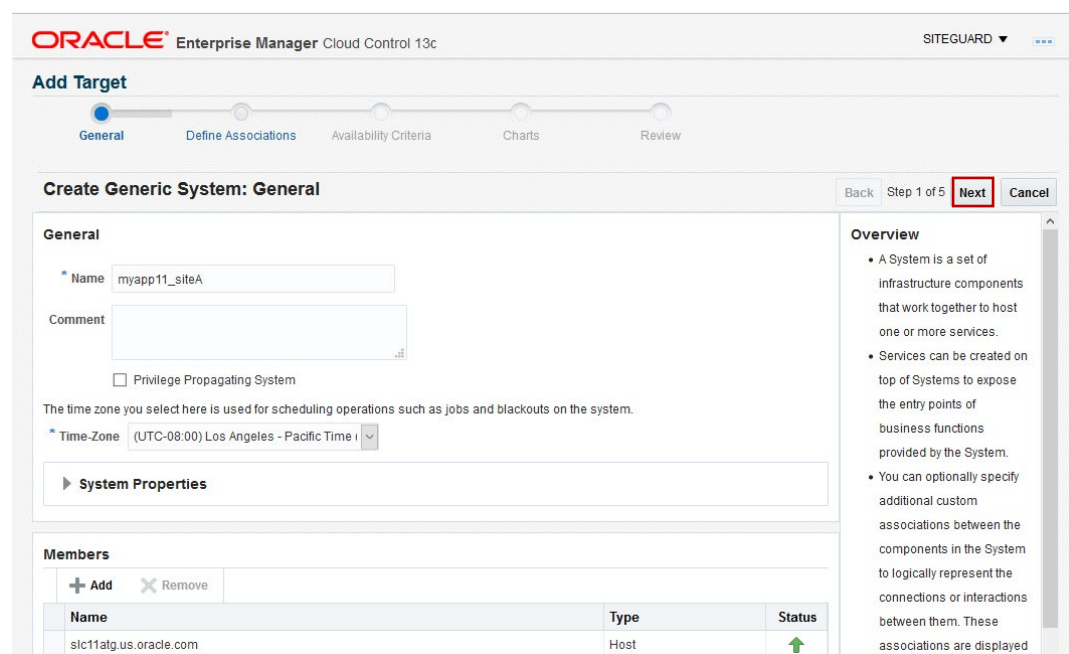 ORACLE Enterprise Manager Cloud Control 13c
SITEGUARD
Add Target
General
Define Associations
Availability Criteria
Charts
Review
Create Generic System: General
Back Step 1 of 5 Next Cancel
General
* Name myapp11_siteA
Comment
Privilege Propagating System
The time zone you select here is used for scheduling operations such as jobs and blackouts on the system.
* Time-Zone (UTC-08:00) Los Angeles - Pacific Time (
System Properties
Members
Add Remove
Name Type Status
slc11atg.us.oracle.com Host
Overview
• A System is a set of
infrastructure components
that work together to host
one or more services.
• Services can be created on
top of Systems to expose
the entry points of
business functions
provided by the System.
• You can optionally specify
additional custom
associations between the
components in the System
to logically represent the
connections or interactions
between them. These
associations are displayed